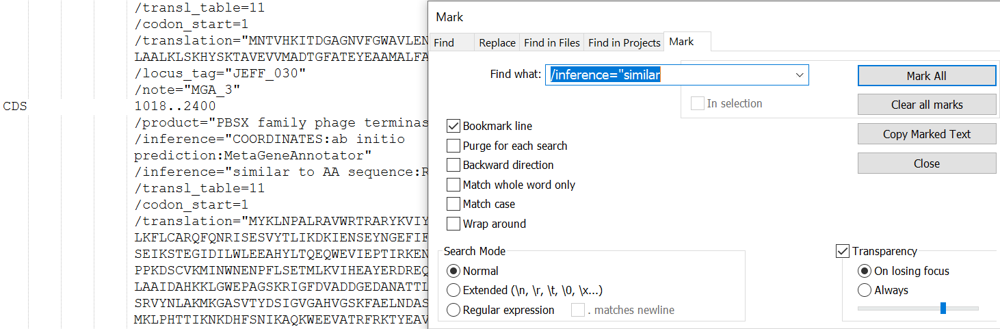 /transl_table=11
/codon_start=1
/translation="MNTVHKITDGAGNVFGWAVLEN
LAALKLSKHYSKTAVEVVMADTGFATEYEAAMALFA
/locus_tag="JEFF_030"
/note="MGA_3"
CDS 1018..2400
/product="PBSX family phage terminas
/inference="COORDINATES:ab initio
prediction:MetaGeneAnnotator"
/inference="similar to AA sequence:R
/transl_table=11
/codon_start=1
/translation="MYKLNPALRAVWRTRARYKVIY
LKFLCARQFQNRISESVYTLIKDKIENSEYNGEFIF
SEIKSTEGIDILWLEEAHYLTQEQWEVIEPTIRKEN
PPKDSCVKMINWNENPFLSETMLKVIHEAYERDREQ
LAAIDAHKKLGWEPAGSKRIGFDVADDGEDANATTL
SRVYNLAKMKGASVTYDSIGVGAHVGSKFAELNDAS
MKLPHTTIKNKDHFSNIKAQKWEEVATRFRKTYEAV
Mark
Find Replace Find in Files Find in Projects Mark
Find what: /inference="similar
Mark All
In selection
Clear all marks
Bookmark line
Copy Marked Text
Purge for each search
Backward direction
Close
Match whole word only
Match case
Wrap around
Search Mode
Normal
Extended (\n, \r, \t, \0, \x...)
Regular expression . matches newline
Transparency
On losing focus
Always